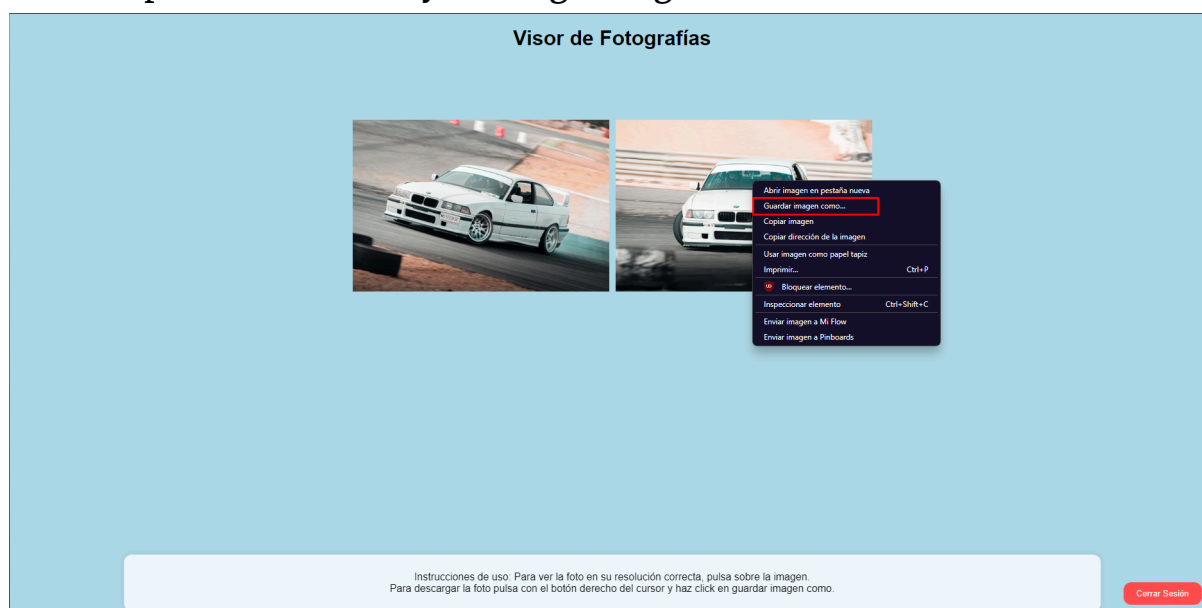 Visor de Fotografías
Abrir imagen en pestaña nueva
Guardar imagen como...
Copiar imagen
Copiar dirección de la imagen
Usar imagen como papel tapiz
Imprimir... Ctrl+P
Bloquear elemento...
Inspeccionar elemento Ctrl+Shift+C
Enviar imagen a Mi Flow
Enviar imagen a Pinboards
Instrucciones de uso: Para ver la foto en su resolución correcta, pulsa sobre la imagen.
Para descargar la foto pulsa con el botón derecho del cursor y haz click en guardar imagen como.
Cerrar Sesión